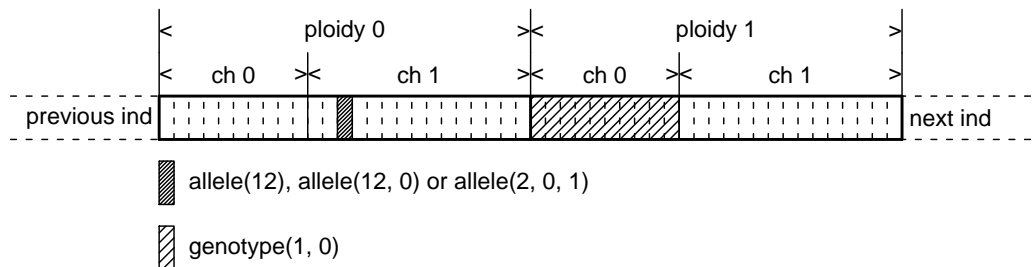 ploidy 0 ploidy 1
ch 0 ch 1 ch 0 ch 1
previous ind next ind
allele(12), allele(12, 0) or allele(2, 0, 1)
genotype(1, 0)